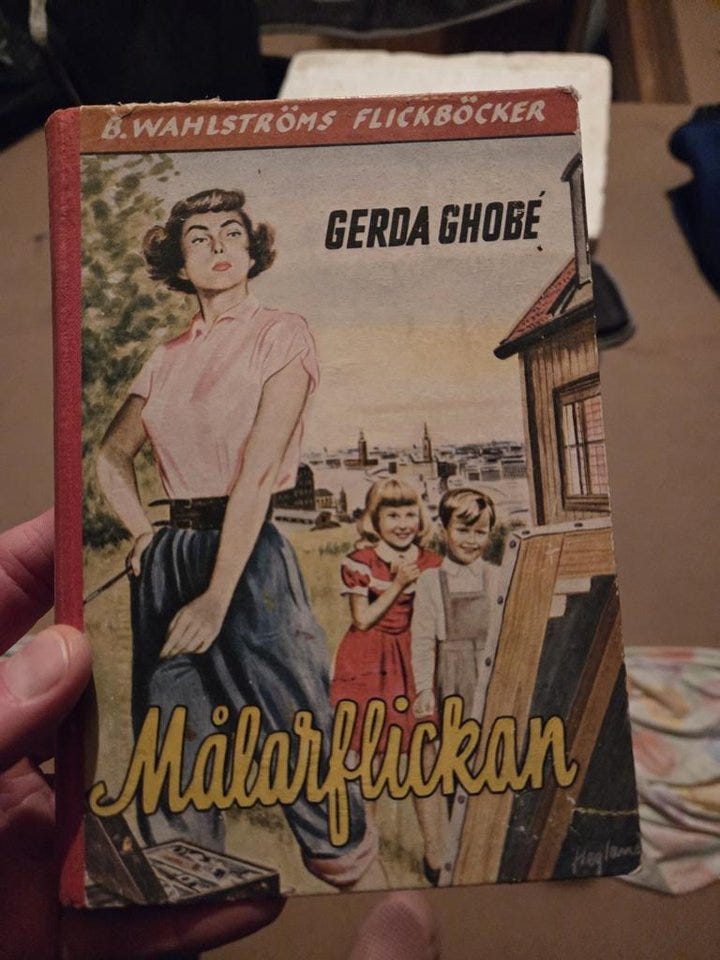 B. WAHLSTRÖMS FLICKBÖCKER
GERDA GHOBÉ
Målarflickan